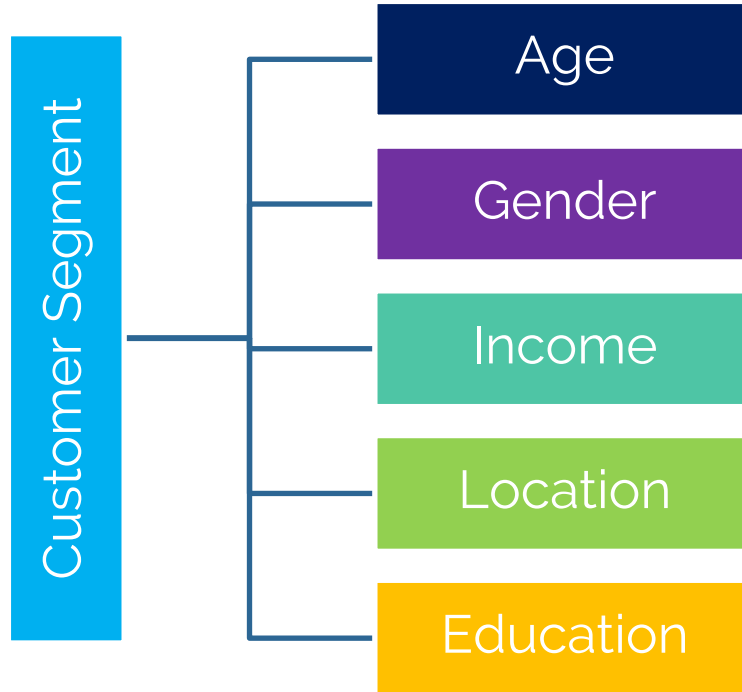 Customer Segment
Age
Gender
Income
Location
Education